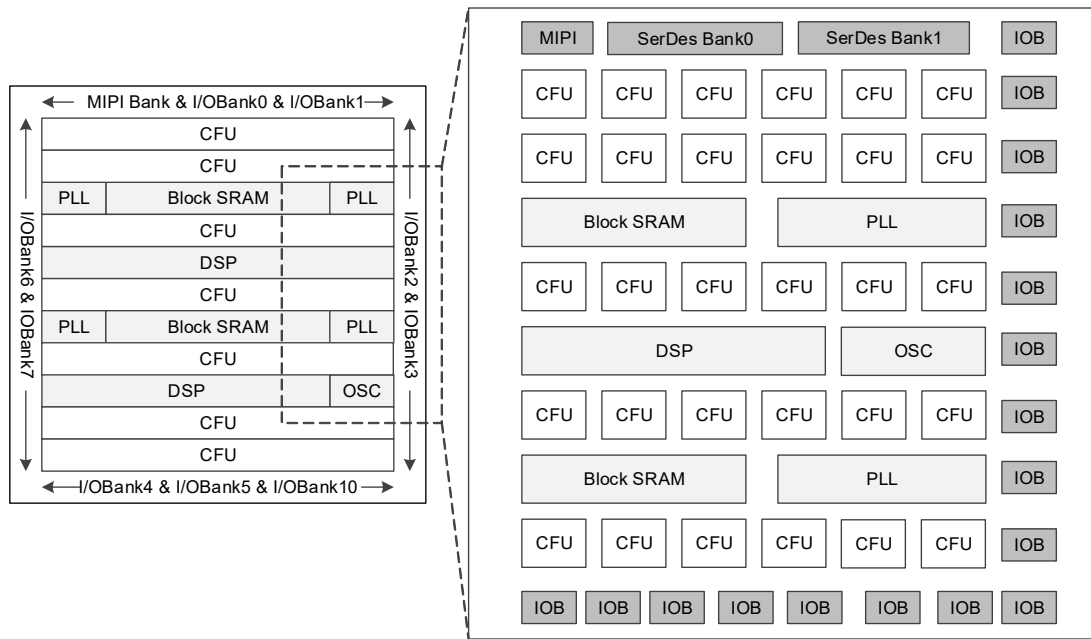 MIPI Bank & I/OBank0 & I/OBank1
I/OBank6 & IOBank7
CFU
CFU
PLL Block SRAM PLL
CFU
DSP
CFU
PLL Block SRAM PLL
CFU
DSP OSC
CFU
CFU
I/OBank2 & IOBank3
I/OBank4 & I/OBank5 & I/OBank10
MIPI SerDes Bank0 SerDes Bank1 IOB
CFU CFU CFU CFU CFU CFU IOB
CFU CFU CFU CFU CFU CFU IOB
Block SRAM PLL IOB
CFU CFU CFU CFU CFU CFU IOB
DSP OSC IOB
CFU CFU CFU CFU CFU CFU IOB
Block SRAM PLL IOB
CFU CFU CFU CFU CFU CFU IOB
IOB IOB IOB IOB IOB IOB IOB IOB